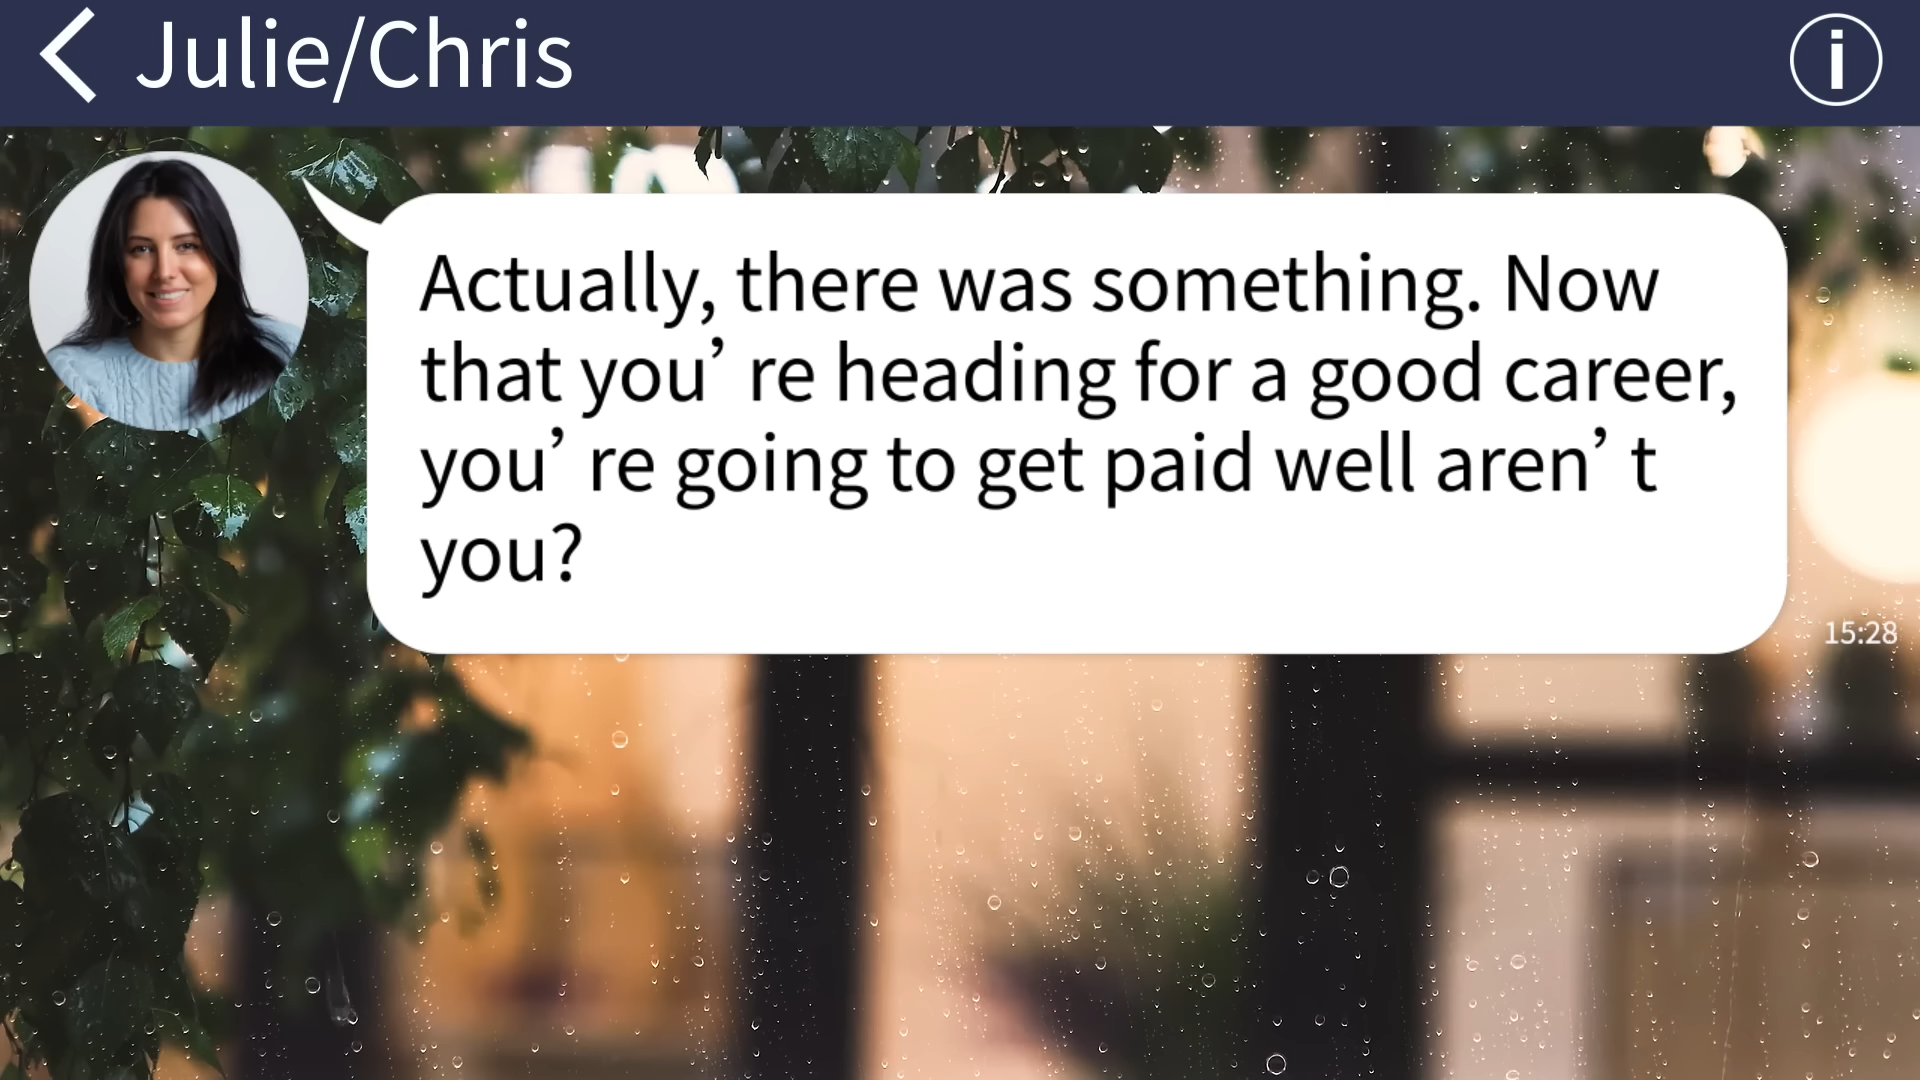 Julie/Chris
Actually, there was something. Now
that you’ re heading for a good career,
you’ re going to get paid well aren’ t
you?
15:28